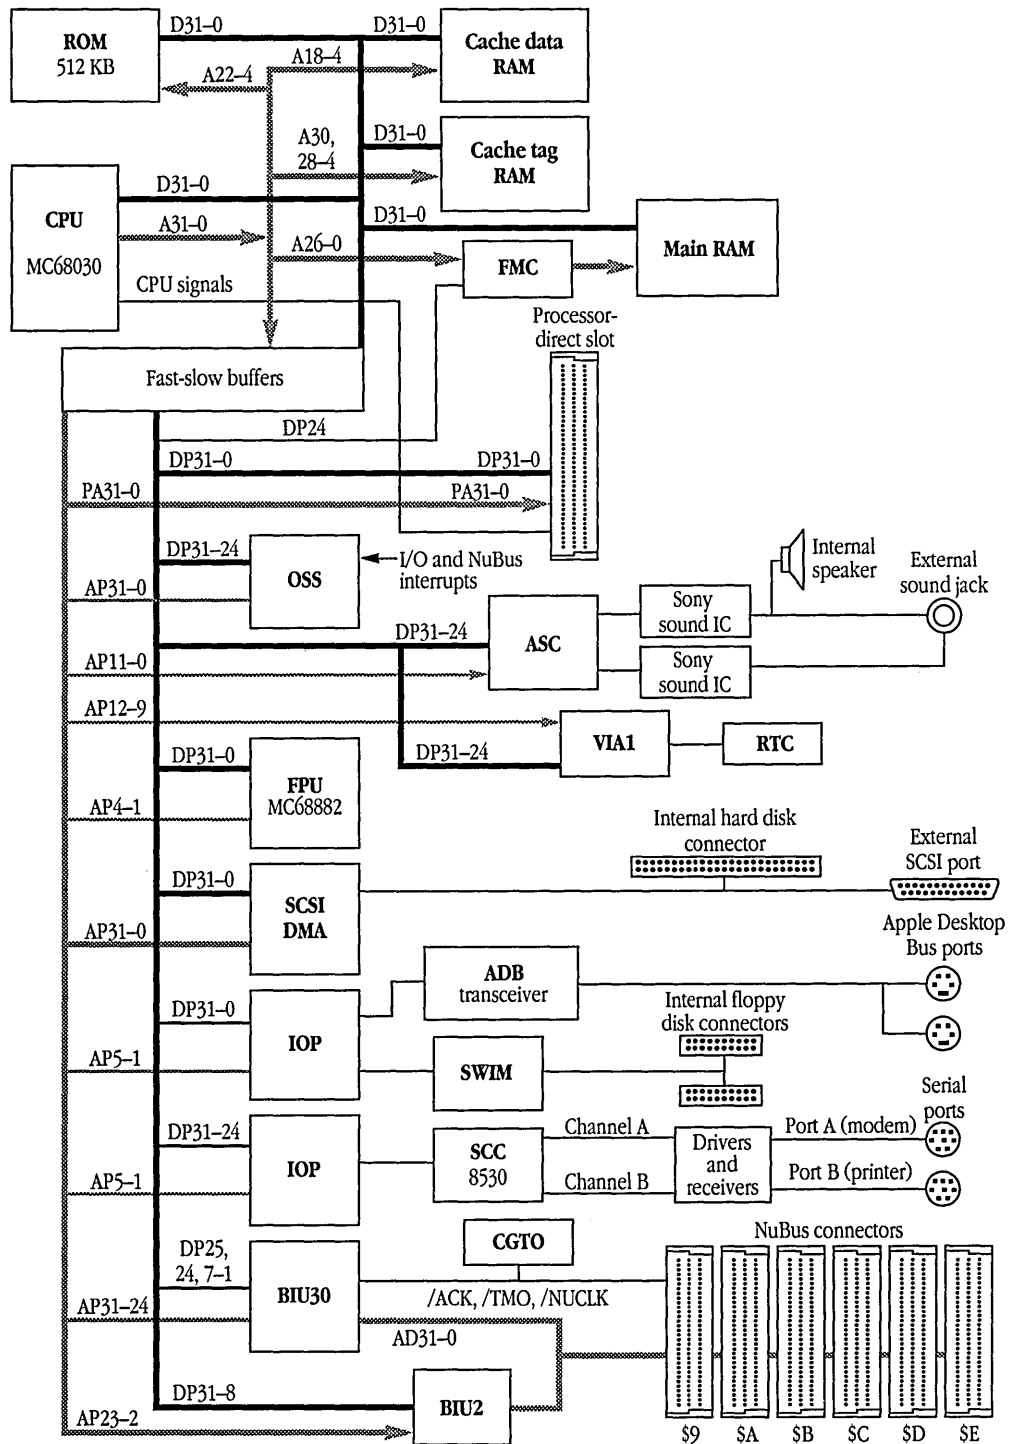 D31–0
D31–0
ROM
512 KB
Cache data
RAM
A18–4
A22–4
A30,
28–4
D31–0
Cache tag
RAM
D31–0
CPU
MC68030
A31–0
D31–0
Main RAM
A26–0
FMC
CPU signals
Processor-
direct slot
Fast-slow buffers
DP24
DP31–0
DP31–0
PA31–0
PA31–0
DP31–24
OSS
I/O and NuBus
interrupts
AP31–0
Internal
speaker
External
sound jack
Sony
sound IC
DP31–24
ASC
Sony
sound IC
AP11–0
AP12–9
VIA1
RTC
DP31–24
DP31–0
FPU
MC68882
AP4–1
Internal hard disk
connector
External
SCSI port
DP31–0
SCSI
DMA
AP31–0
Apple Desktop
Bus ports
ADB
transceiver
DP31–0
IOP
Internal floppy
disk connectors
AP5–1
SWIM
Serial
ports
DP31–24
IOP
AP5–1
SCC
8530
Channel A
Channel B
Drivers
and
receivers
Port A (modem)
Port B (printer)
CGTO
NuBus connectors
DP25,
24, 7–1
BIU30
AP31–24
/ACK, /TMO, /NUCLK
AD31–0
DP31–8
BIU2
AP23–2
$9 $A $B $C $D $E